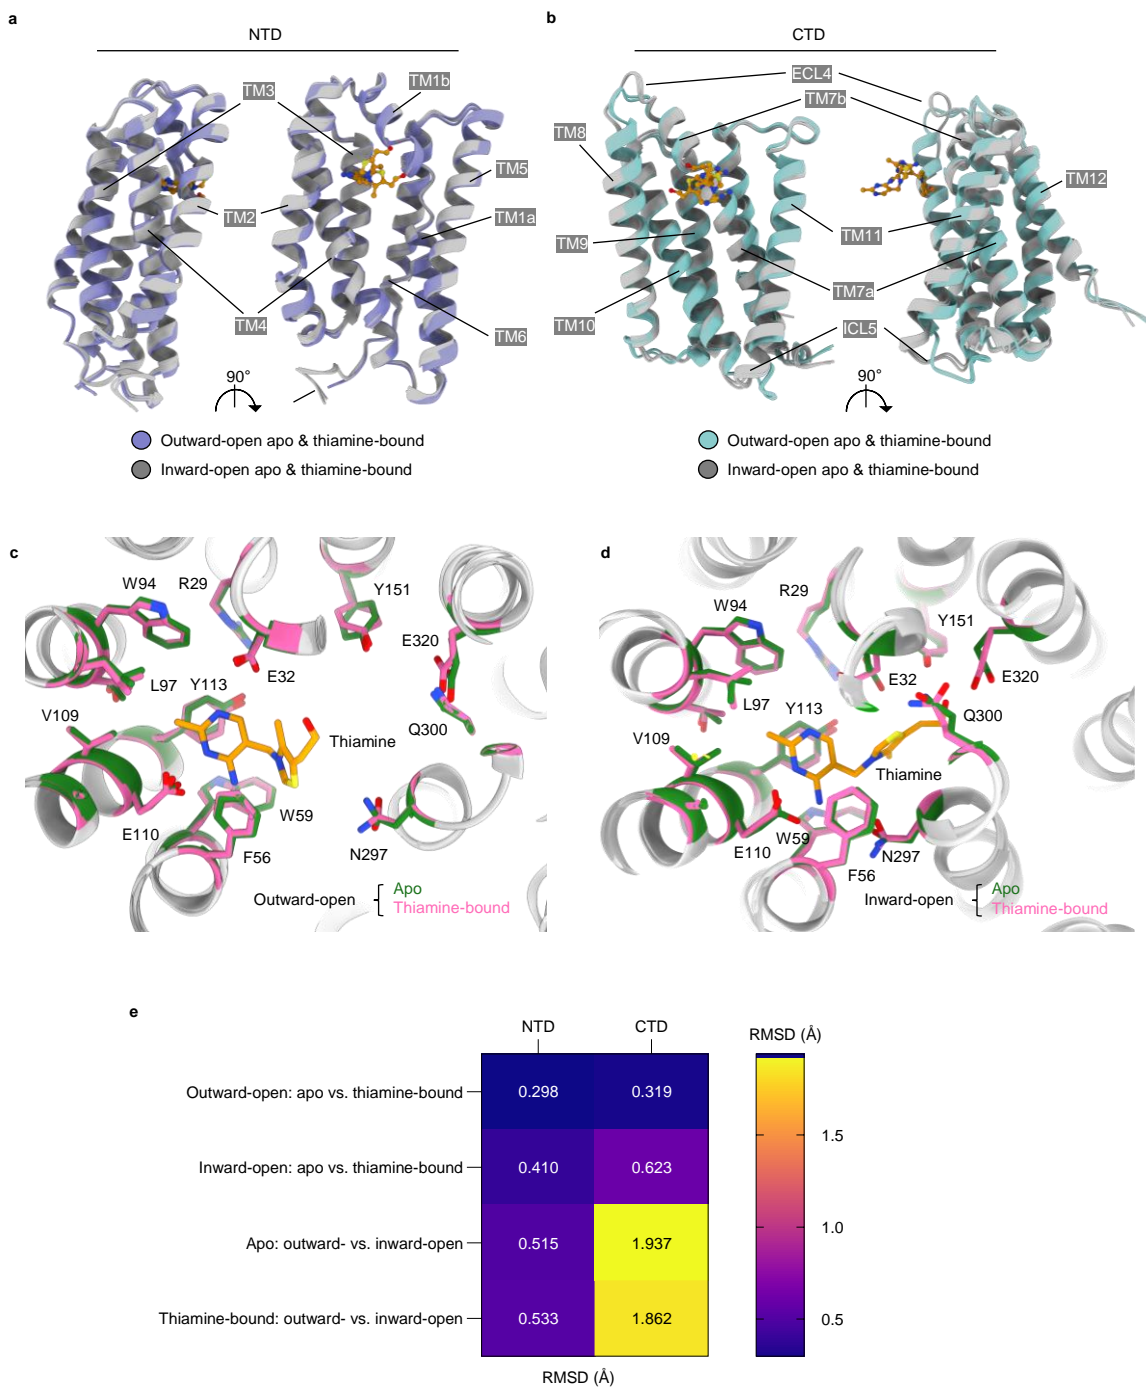 a
NTD
TM3
TM1b
TM5
TM2
TM1a
TM4
TM6
90°
Outward-open apo & thiamine-bound
Inward-open apo & thiamine-bound
b
CTD
ECL4
TM7b
TM8
TM12
TM9
TM11
TM7a
TM10
ICL5
90°
Outward-open apo & thiamine-bound
Inward-open apo & thiamine-bound
c
W94
R29
Y151
E320
E32
L97
Y113
V109
Q300
Thiamine
W59
E110
F56
N297
Outward-open
Apo
Thiamine-bound
d
R29
W94
Y151
E32
E320
L97
Y113
Q300
V109
Thiamine
W59
E110
N297
F56
Inward-open
Apo
Thiamine-bound
e
NTD
CTD
RMSD (Å)
Outward-open: apo vs. thiamine-bound
0.298
0.319
1.5
Inward-open: apo vs. thiamine-bound
0.410
0.623
1.0
Apo: outward- vs. inward-open
0.515
1.937
Thiamine-bound: outward- vs. inward-open
0.533
1.862
0.5
RMSD (Å)